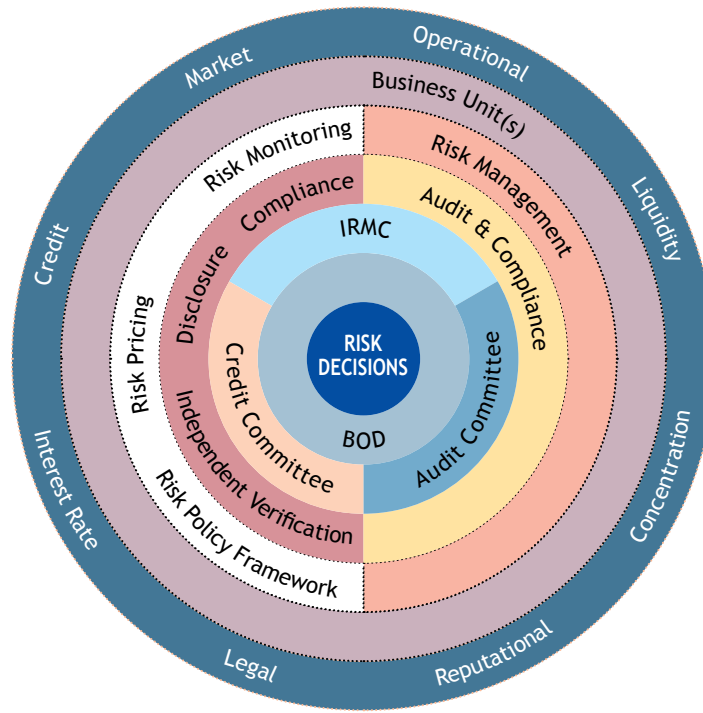 Operational
Market
Liquidity
Credit
Concentration
Interest Rate
Reputational
Legal
Business Unit(s)
Risk Monitoring
Risk Management
Risk Pricing
Risk Policy Framework
Compliance
Disclosure
Audit & Compliance
Independent Verification
IRMC
Credit Committee
Audit Committee
BOD
RISK
DECISIONS